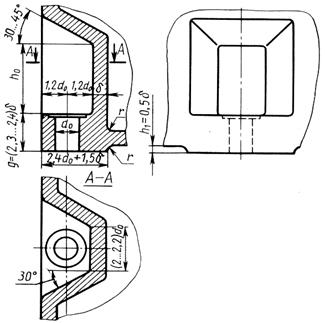 30...45°
A
A
h₀
1,2d₀
1,2d₀
δ
d₀
g=(2,3...2,4)δ
r
r
2,4d₀+1,5δ
h₁=0,5δ
A–A
(2...2,2)d₀
30°